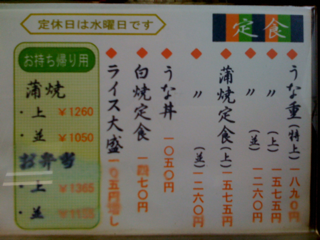 定休日は水曜日です
定食
うな重(特上) 一八九〇円
〃 (上) 一五七五円
〃 (並) 一二六〇円
蒲焼定食(上) 一五七五円
〃 (並) 一二六〇円
うな丼 一〇五〇円
白焼定食 一四七〇円
ライス大盛 一〇五円増し
お持ち帰り用
蒲焼
・上 ¥1260
・並 ¥1050
お弁当
・上 ¥1365
・並